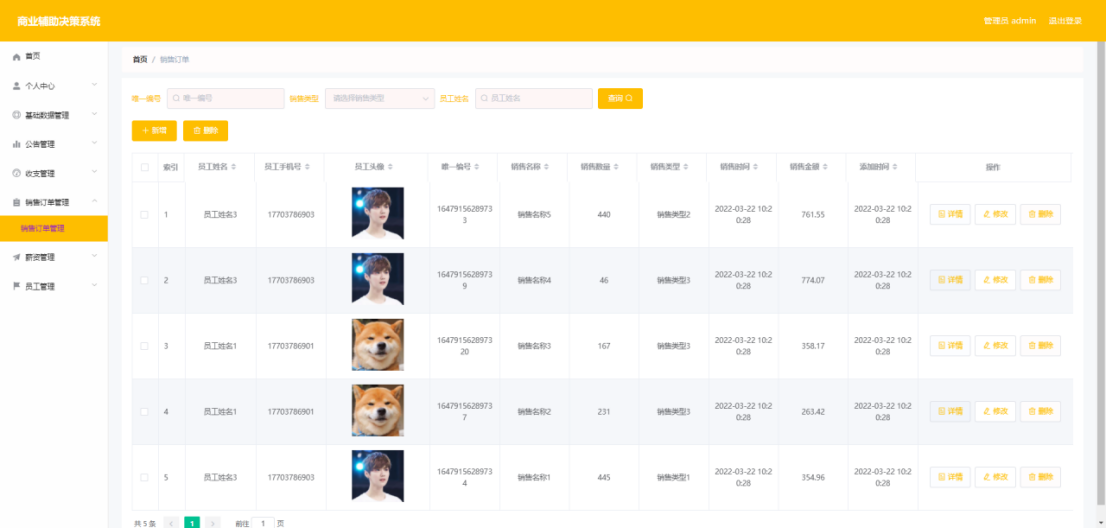 商业辅助决策系统
管理员 admin 退出登录
首页
个人中心
基础数据管理
公告管理
收支管理
销售订单管理
销售订单管理
薪资管理
员工管理
首页 / 销售订单
唯一编号 唯一编号 销售类型 请选择销售类型 员工姓名 员工姓名 查询
+ 新增 删除
索引 员工姓名 员工手机号 员工头像 唯一编号 销售名称 销售数量 销售类型 销售时间 销售金额 添加时间 操作
1 员工姓名3 17703786903 1647915628973 销售名称5 440 销售类型2 2022-03-22 10:20:28 761.55 2022-03-22 10:20:28 详情 修改 删除
2 员工姓名3 17703786903 1647915628979 销售名称4 46 销售类型3 2022-03-22 10:20:28 774.07 2022-03-22 10:20:28 详情 修改 删除
3 员工姓名1 17703786901 164791562897320 销售名称3 167 销售类型3 2022-03-22 10:20:28 358.17 2022-03-22 10:20:28 详情 修改 删除
4 员工姓名1 17703786901 16479156289737 销售名称2 231 销售类型3 2022-03-22 10:20:28 263.42 2022-03-22 10:20:28 详情 修改 删除
5 员工姓名3 17703786903 1647915628974 销售名称1 445 销售类型1 2022-03-22 10:20:28 354.96 2022-03-22 10:20:28 详情 修改 删除
共 5 条 < 1 > 前往 1 页